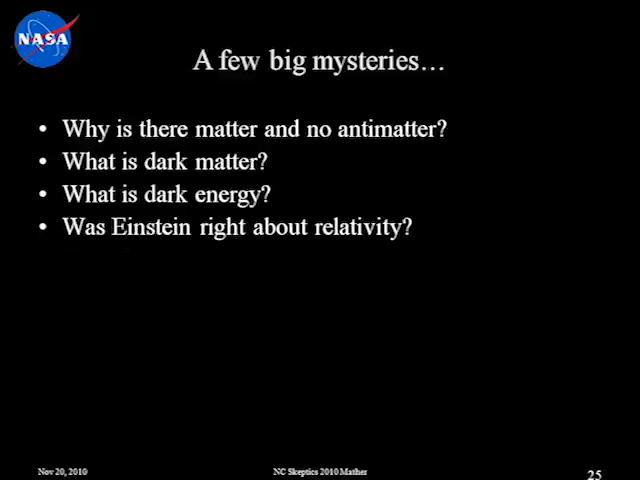 NASA
A few big mysteries…
• Why is there matter and no antimatter?
• What is dark matter?
• What is dark energy?
• Was Einstein right about relativity?
Nov 20, 2010
NC Skeptics 2010 Mather
25